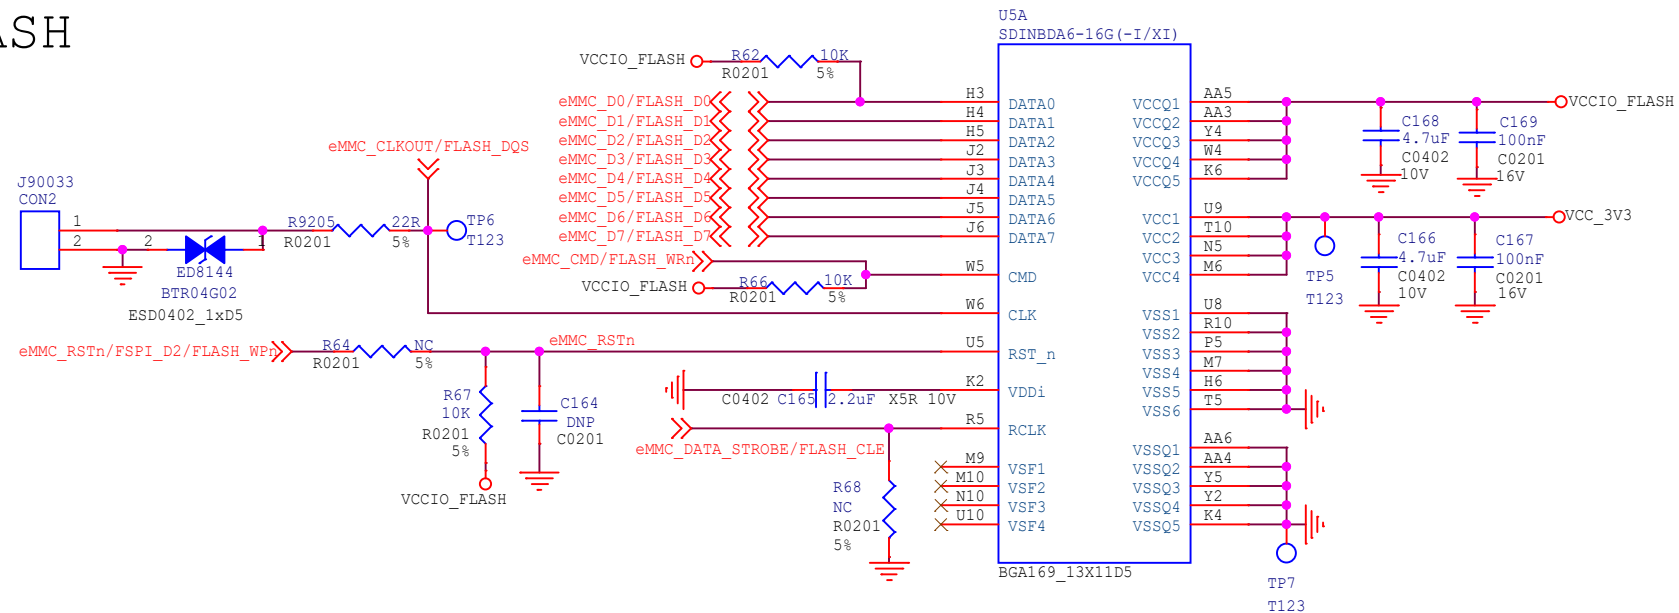 ASH
U5A
SDINBDA6-16G(-I/XI)
VCCIO_FLASH
R62
10K
R0201
5%
eMMC_D0/FLASH_D0
eMMC_D1/FLASH_D1
eMMC_D2/FLASH_D2
eMMC_D3/FLASH_D3
eMMC_D4/FLASH_D4
eMMC_D5/FLASH_D5
eMMC_D6/FLASH_D6
eMMC_D7/FLASH_D7
eMMC_CMD/FLASH_WRn
VCCIO_FLASH
R66
10K
R0201
5%
eMMC_CLKOUT/FLASH_DQS
J90033
CON2
1
2
R9205
22R
R0201
5%
TP6
T123
2
1
ED8144
BTR04G02
ESD0402_1xD5
eMMC_RSTn/FSPI_D2/FLASH_WPn
R64
NC
R0201
5%
eMMC_RSTn
R67
10K
R0201
5%
VCCIO_FLASH
C164
DNP
C0201
C0402
C165
2.2uF
X5R
10V
eMMC_DATA_STROBE/FLASH_CLE
R68
NC
R0201
5%
H3
DATA0
H4
DATA1
H5
DATA2
J2
DATA3
J3
DATA4
J4
DATA5
J5
DATA6
J6
DATA7
W5
CMD
W6
CLK
U5
RST_n
K2
VDDi
R5
RCLK
M9
VSF1
M10
VSF2
N10
VSF3
U10
VSF4
VCCQ1
AA5
VCCQ2
AA3
VCCQ3
Y4
VCCQ4
W4
VCCQ5
K6
VCC1
U9
VCC2
T10
VCC3
N5
VCC4
M6
VSS1
U8
VSS2
R10
VSS3
P5
VSS4
M7
VSS5
H6
VSS6
T5
VSSQ1
AA6
VSSQ2
AA4
VSSQ3
Y5
VSSQ4
Y2
VSSQ5
K4
BGA169_13X11D5
VCCIO_FLASH
C168
4.7uF
C0402
10V
C169
100nF
C0201
16V
VCC_3V3
TP5
T123
C166
4.7uF
C0402
10V
C167
100nF
C0201
16V
TP7
T123